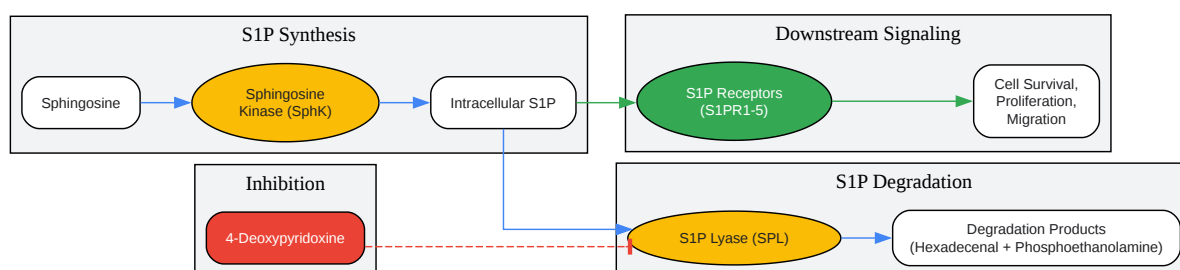 S1P Synthesis
Sphingosine
Sphingosine
Kinase (SphK)
Intracellular S1P
Downstream Signaling
S1P Receptors
(S1PR1-5)
Cell Survival,
Proliferation,
Migration
Inhibition
4-Deoxypyridoxine
S1P Degradation
S1P Lyase (SPL)
Degradation Products
(Hexadecenal + Phosphoethanolamine)